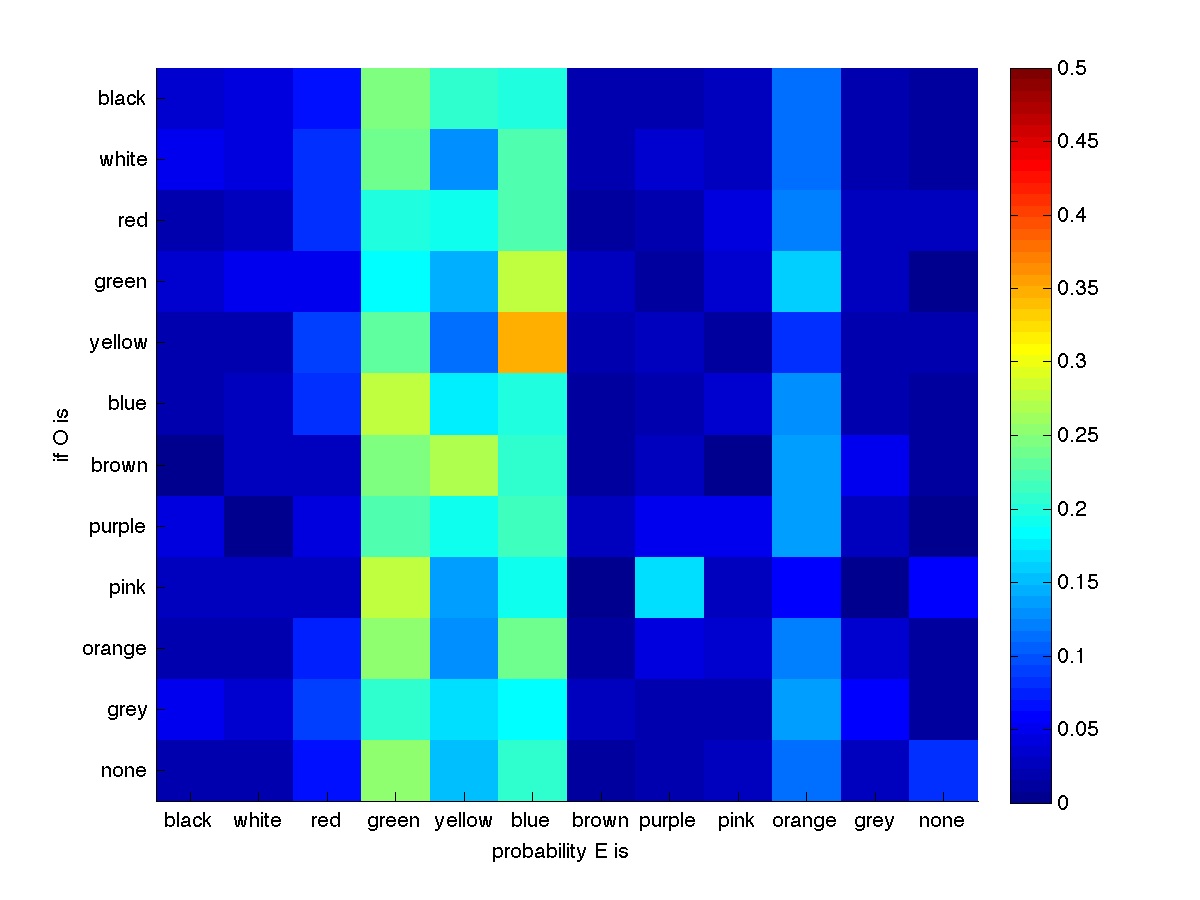 if O is
black
white
red
green
yellow
blue
brown
purple
pink
orange
grey
none
black white red green yellow blue brown purple pink orange grey none
probability E is
0.5
0.45
0.4
0.35
0.3
0.25
0.2
0.15
0.1
0.05
0